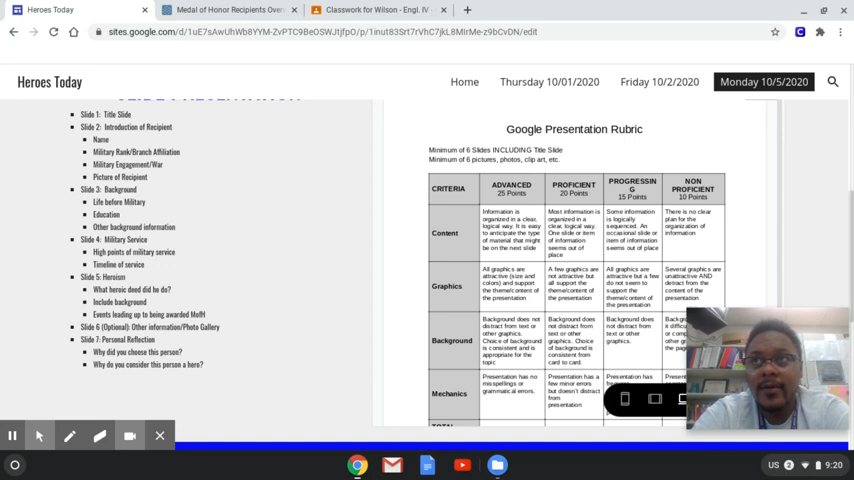 Heroes Today
Medal of Honor Recipients Over
Classwork for Wilson - Engl. IV
sites.google.com/d/1uE7sAwUhWb8YYM-ZvPTC9BeOSWJtjfpO/p/1inut83Srt7rVhC7jkL8MIrMe-z9bCvDN/edit
Heroes Today
Home
Thursday 10/01/2020
Friday 10/2/2020
Monday 10/5/2020
Slide 1: Title Slide
Slide 2: Introduction of Recipient
Name
Military Rank/Branch Affiliation
Military Engagement/War
Picture of Recipient
Slide 3: Background
Life before Military
Education
Other background information
Slide 4: Military Service
High points of military service
Timeline of service
Slide 5: Heroism
What heroic deed did he do?
Include background
Events leading up to being awarded MofH
Slide 6 (Optional): Other information/Photo Gallery
Slide 7: Personal Reflection
Why did you choose this person?
Why do you consider this person a hero?
Google Presentation Rubric
Minimum of 6 Slides INCLUDING Title Slide
Minimum of 6 pictures, photos, clip art, etc.
CRITERIA
ADVANCED
25 Points
PROFICIENT
20 Points
PROGRESSIN
G
15 Points
NON
PROFICIENT
10 Points
Content
Information is
organized in a clear,
logical way. It is easy
to anticipate the type
of material that might
be on the next slide
Most information is
organized in a
clear, logical way.
One slide or item
of information
seems out of
place
Some information
is logically
sequenced. An
occasional slide or
item of information
seems out of place
There is no clear
plan for the
organization of
information
Graphics
All graphics are
attractive (size and
colors) and support
the theme/content of
the presentation
A few graphics are
not attractive but
all support the
theme/content of
the presentation
All graphics are
attractive but a few
do not seem to
support the
theme/content of
the presentation
Several graphics are
unattractive AND
detract from the
content of the
presentation
Background
Background does not
distract from text or
other graphics.
Choice of background
is consistent and is
appropriate for the
topic
Background does
not distract from
text or other
graphics. Choice
of background is
consistent from
card to card.
Background does
not distract from
text or other
graphics.
it diffic
or comp
other g
the pag
Mechanics
Presentation has no
misspellings or
grammatical errors.
Presentation has a
few minor errors
but doesn't distract
from
presentation
Presentation has
Present
TOTAL
US 2 9:20